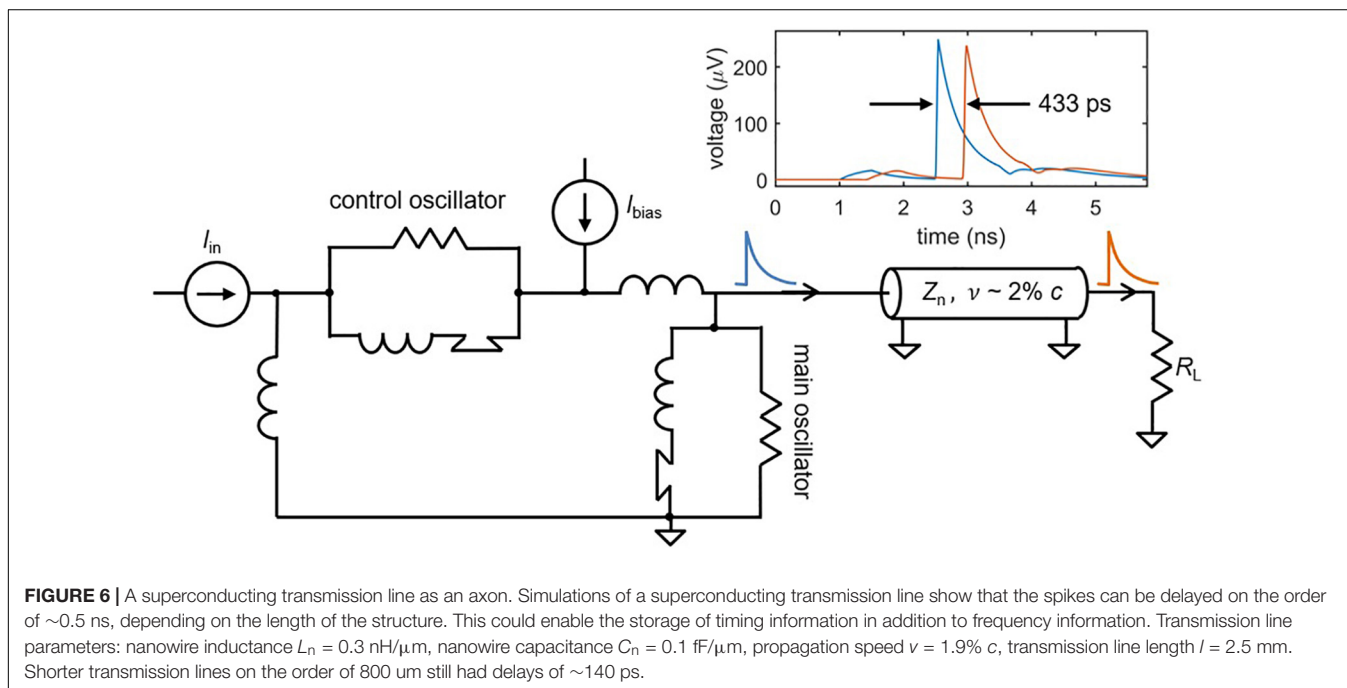 voltage (μV)
200
100
0
433 ps
0 1 2 3 4 5
time (ns)
control oscillator
I_in
I_bias
Z_n, v ~ 2% c
main oscillator
R_L
FIGURE 6 | A superconducting transmission line as an axon. Simulations of a superconducting transmission line show that the spikes can be delayed on the order
of ~0.5 ns, depending on the length of the structure. This could enable the storage of timing information in addition to frequency information. Transmission line
parameters: nanowire inductance L_n = 0.3 nH/μm, nanowire capacitance C_n = 0.1 fF/μm, propagation speed v = 1.9% c, transmission line length l = 2.5 mm.
Shorter transmission lines on the order of 800 um still had delays of ~140 ps.